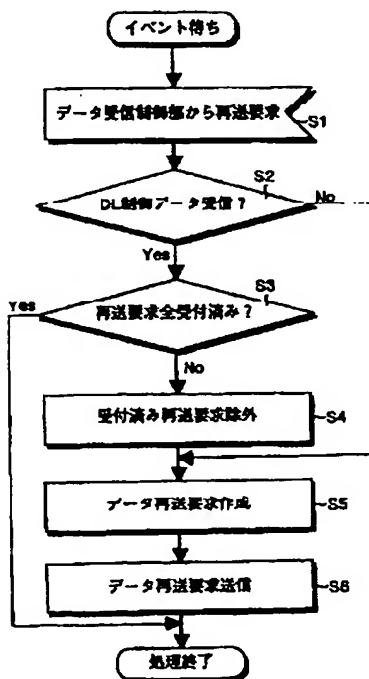 イベント待ち
データ受信制御部から再送要求
S1
S2
DL制御データ受信?
No
Yes
S3
Yes
再送要求全受付済み?
No
受付済み再送要求除外
S4
データ再送要求作成
S5
データ再送要求送信
S6
処理終了